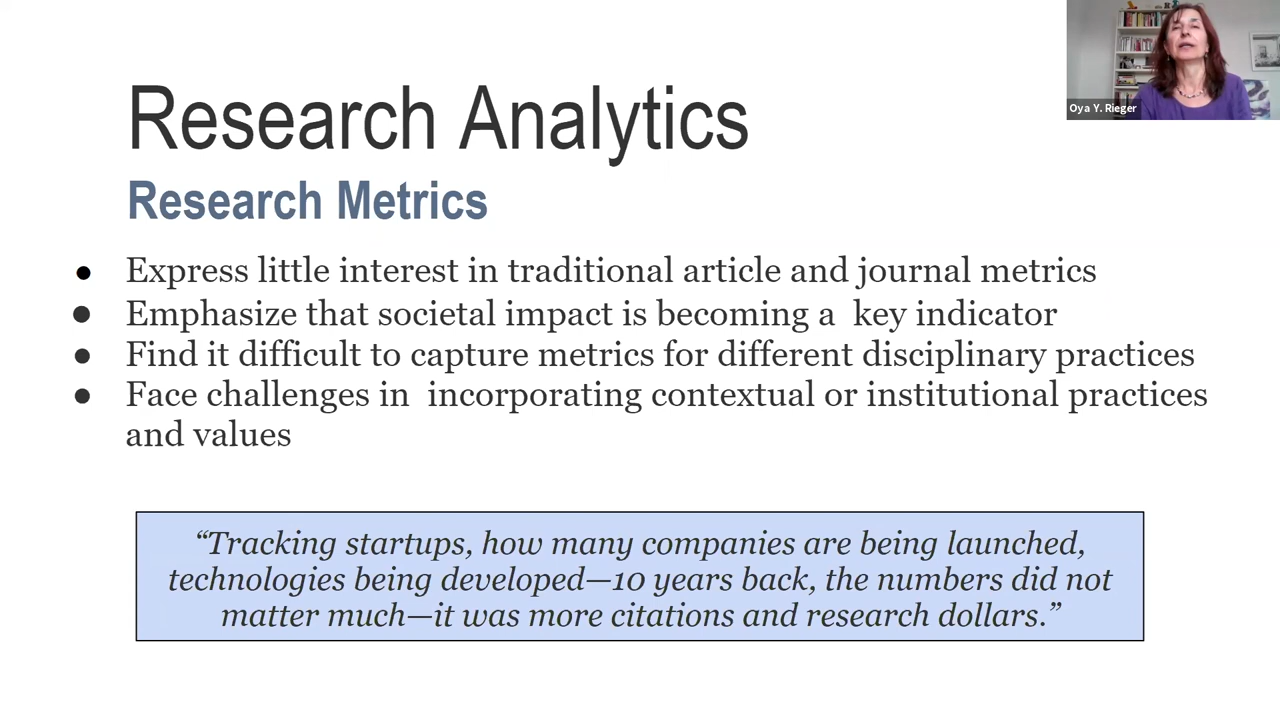 Research Analytics
Oya Y. Rieger
Research Metrics
● Express little interest in traditional article and journal metrics
● Emphasize that societal impact is becoming a key indicator
● Find it difficult to capture metrics for different disciplinary practices
● Face challenges in incorporating contextual or institutional practices
and values
“Tracking startups, how many companies are being launched,
technologies being developed—10 years back, the numbers did not
matter much—it was more citations and research dollars.”